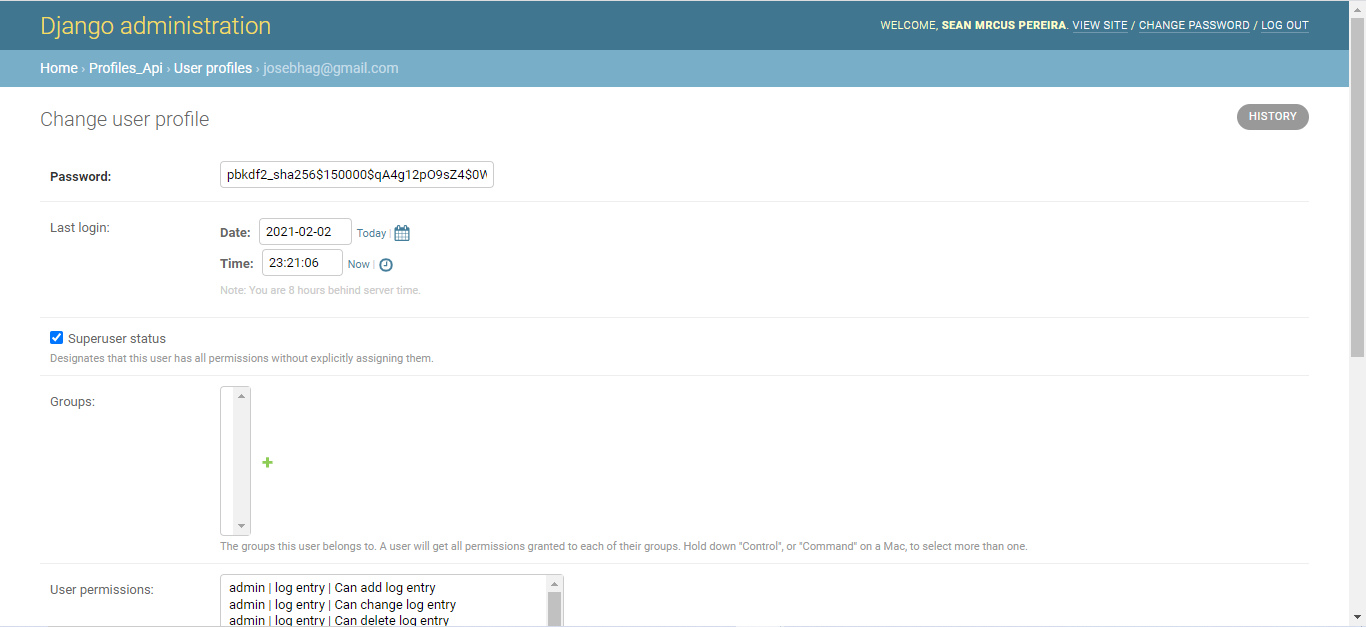 Django administration
WELCOME, SEAN MRCUS PEREIRA. VIEW SITE / CHANGE PASSWORD / LOG OUT
Home › Profiles_Api › User profiles › josebhag@gmail.com
Change user profile
HISTORY
Password: pbkdf2_sha256$150000$qA4g12pO9sZ4$0W
Last login:
Date: 2021-02-02 Today |
Time: 23:21:06 Now |
Note: You are 8 hours behind server time.
Superuser status
Designates that this user has all permissions without explicitly assigning them.
Groups:
The groups this user belongs to. A user will get all permissions granted to each of their groups. Hold down "Control", or "Command" on a Mac, to select more than one.
User permissions:
admin | log entry | Can add log entry
admin | log entry | Can change log entry
admin | log entry | Can delete log entry